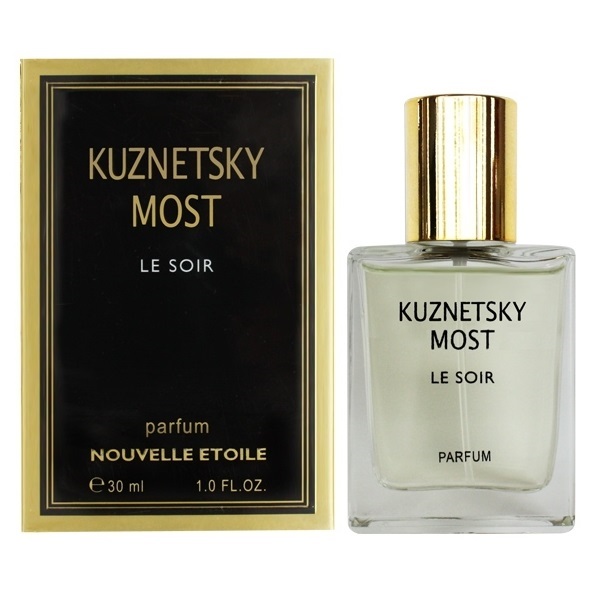 KUZNETSKY
MOST
LE SOIR
parfum
NOUVELLE ETOILE
℮ 30 ml 1.0 FL.OZ.
KUZNETSKY
MOST
LE SOIR
PARFUM